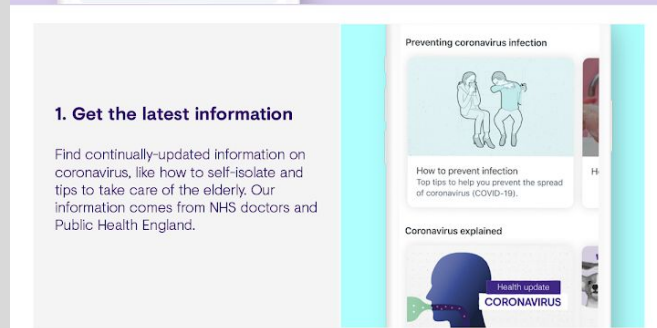 1. Get the latest information
Find continually-updated information on
coronavirus, like how to self-isolate and
tips to take care of the elderly. Our
information comes from NHS doctors and
Public Health England.
Preventing coronavirus infection
How to prevent infection
Top tips to help you prevent the spread
of coronavirus (COVID-19).
Coronavirus explained
Health update
CORONAVIRUS